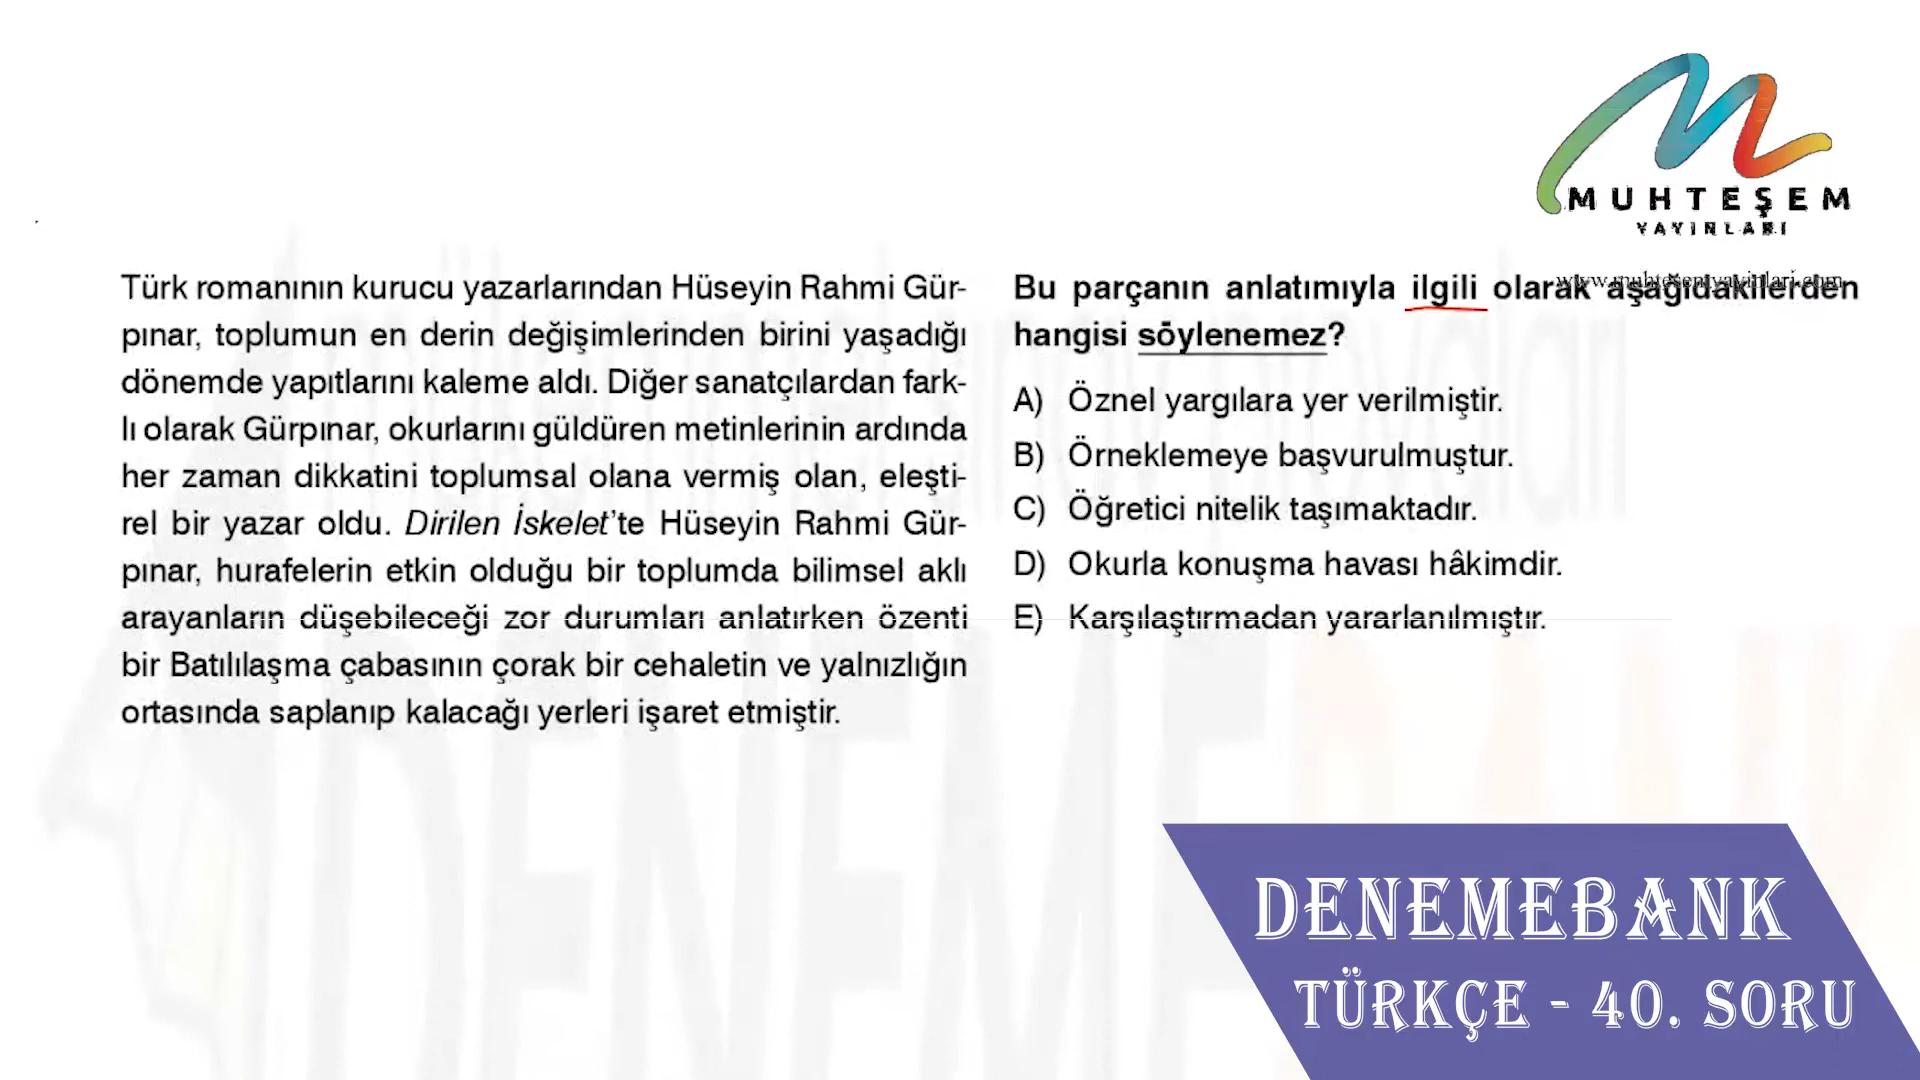 MUHTEŞEM
YAYINLARI
www.muhtesemyayinlari.com
Türk romanının kurucu yazarlarından Hüseyin Rahmi Gür-
pınar, toplumun en derin değişimlerinden birini yaşadığı
dönemde yapıtlarını kaleme aldı. Diğer sanatçılardan fark-
lı olarak Gürpınar, okurlarını güldüren metinlerinin ardında
her zaman dikkatini toplumsal olana vermiş olan, eleşti-
rel bir yazar oldu. Dirilen İskelet'te Hüseyin Rahmi Gür-
pınar, hurafelerin etkin olduğu bir toplumda bilimsel aklı
arayanların düşebileceği zor durumları anlatırken özenti
bir Batılılaşma çabasının çorak bir cehaletin ve yalnızlığın
ortasında saplanıp kalacağı yerleri işaret etmiştir.
Bu parçanın anlatımıyla ilgili olarak aşağıdakilerden
hangisi söylenemez?
A) Öznel yargılara yer verilmiştir.
B) Örneklemeye başvurulmuştur.
C) Öğretici nitelik taşımaktadır.
D) Okurla konuşma havası hâkimdir.
E) Karşılaştırmadan yararlanılmıştır.
DENEMEBANK
TÜRKÇE - 40. SORU